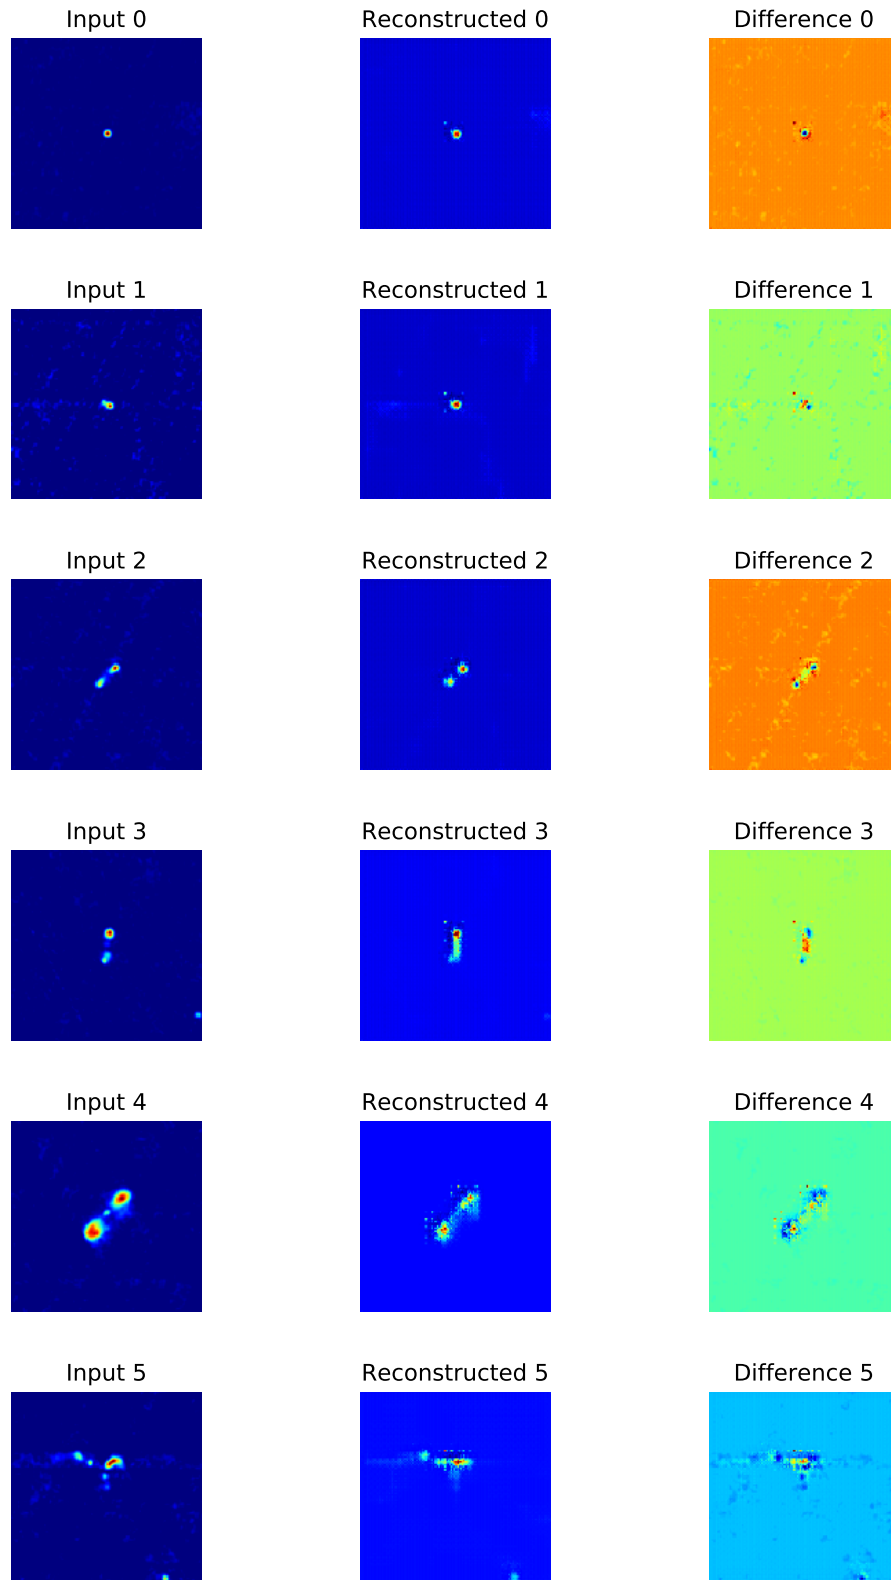 Input 0
Reconstructed 0
Difference 0
Input 1
Reconstructed 1
Difference 1
Input 2
Reconstructed 2
Difference 2
Input 3
Reconstructed 3
Difference 3
Input 4
Reconstructed 4
Difference 4
Input 5
Reconstructed 5
Difference 5